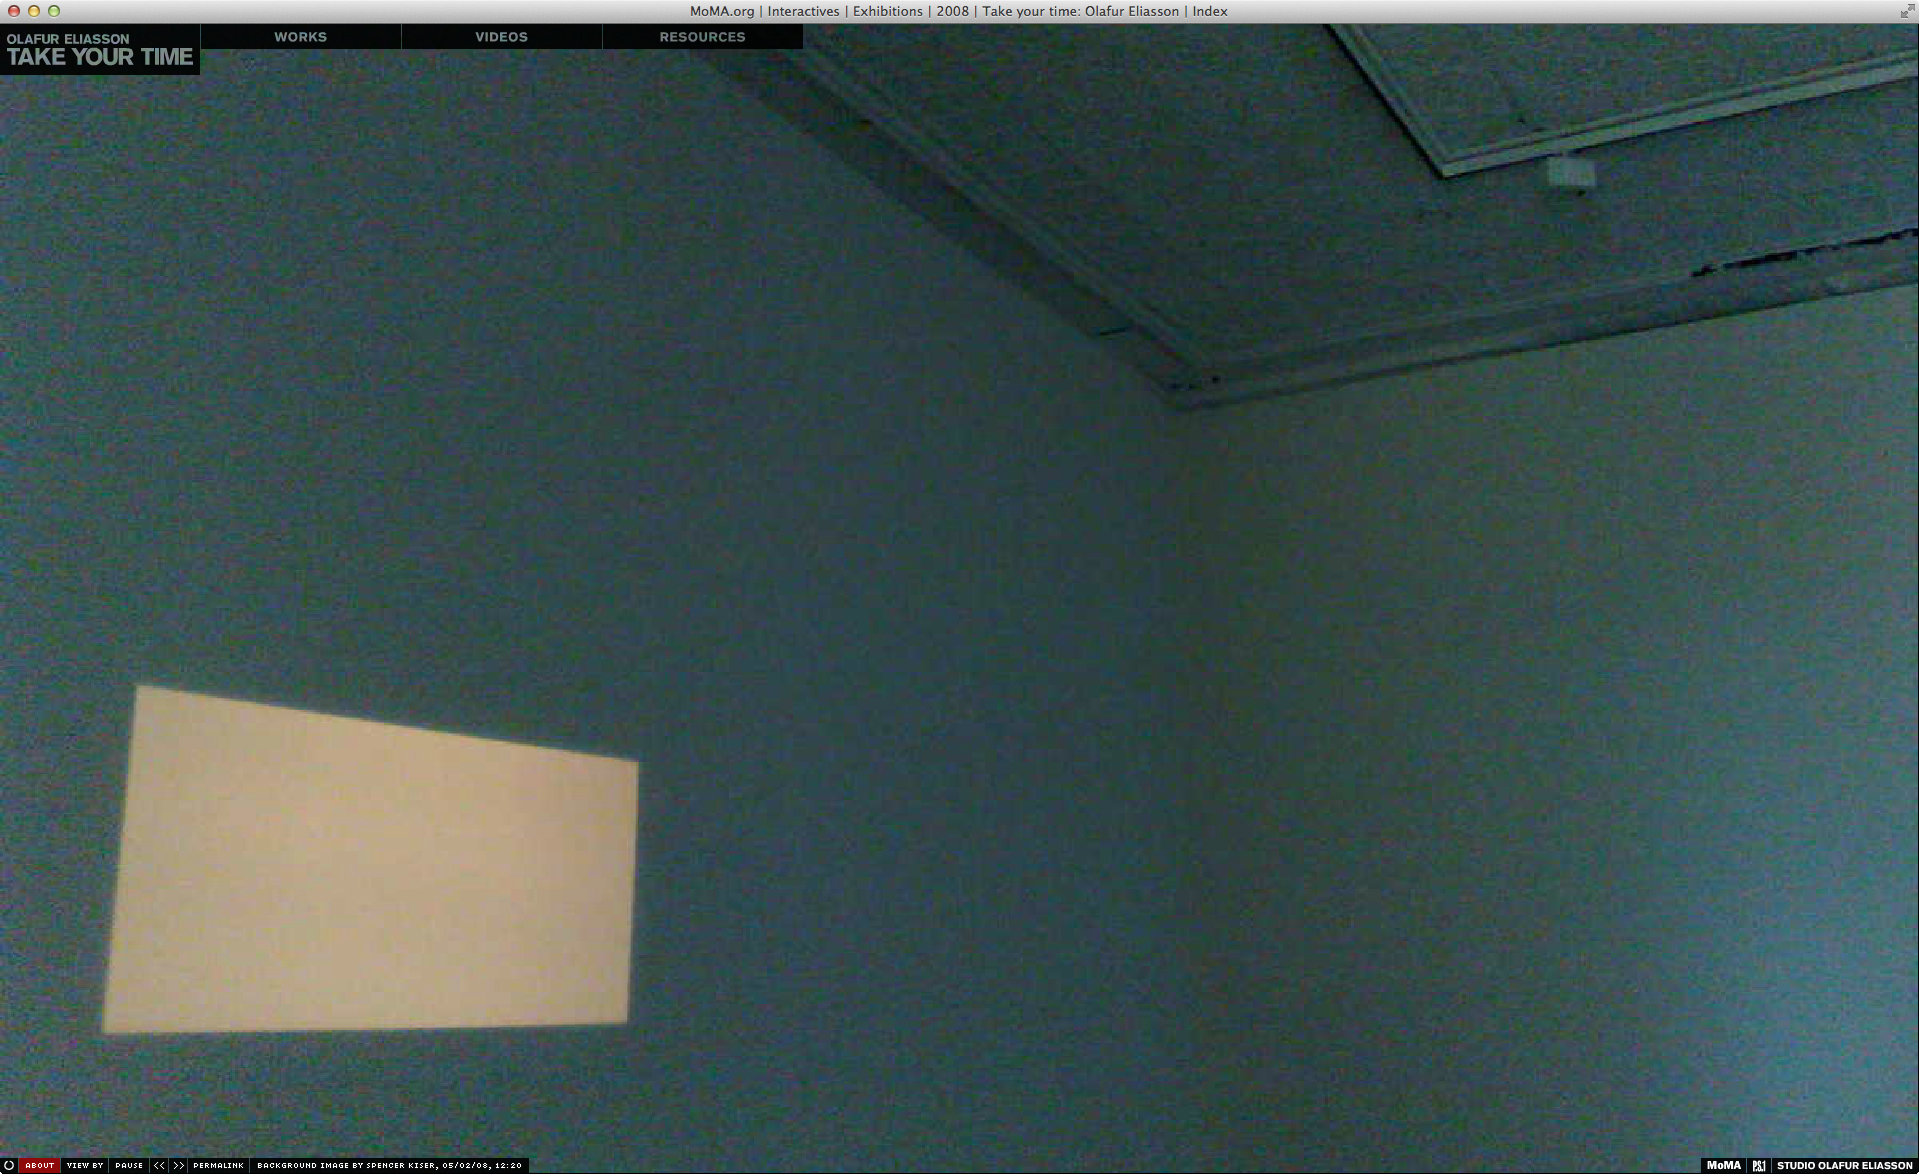 MoMA.org | Interactives | Exhibitions | 2008 | Take your time: Olafur Eliasson | Index
OLAFUR ELIASSON
TAKE YOUR TIME
WORKS
VIDEOS
RESOURCES
ABOUT
VIEW BY
PAUSE
<<
>>
PERMALINK
BACKGROUND IMAGE BY SPENCER KISER, 05/02/08, 12:20
MoMA
PS1
STUDIO OLAFUR ELIASSON